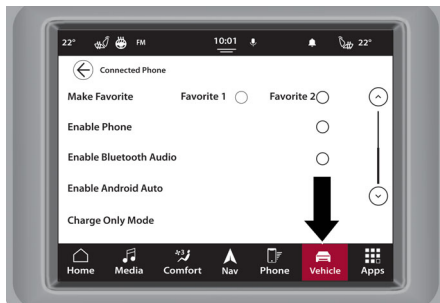 22° FM 10:01 22°
Connected Phone
Make Favorite Favorite 1 Favorite 2
Enable Phone
Enable Bluetooth Audio
Enable Android Auto
Charge Only Mode
Home Media Comfort Nav Phone Vehicle Apps